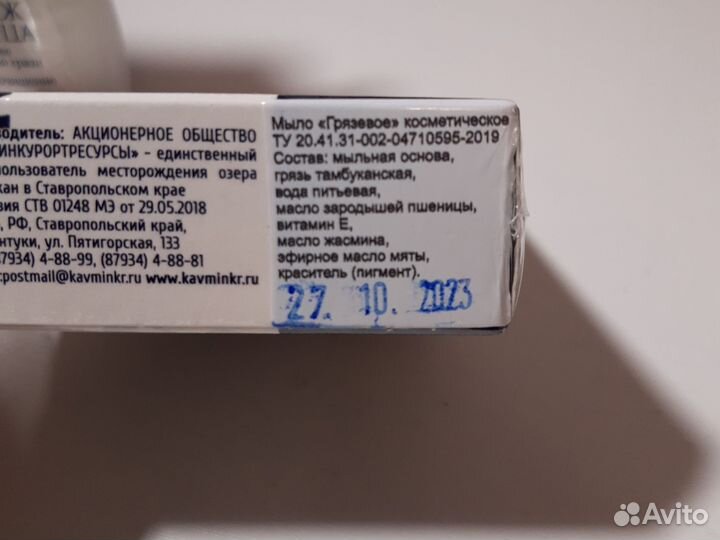 водитель: АКЦИОНЕРНОЕ ОБЩЕСТВО
ИНКУРОРТРЕСУРСЫ» - единственный
пользователь месторождения озера
кан в Ставропольском крае
зия СТВ 01248 МЭ от 29.05.2018
РФ, Ставропольский край,
нтуки, ул. Пятигорская, 133
87934) 4-88-99, (87934) 4-88-81
:postmail@kavminkr.ru www.kavminkr.ru
Мыло «Грязевое» косметическое
ТУ 20.41.31-002-04710595-2019
Состав: мыльная основа,
грязь тамбуканская,
вода питьевая,
масло зародышей пшеницы,
витамин Е,
масло жасмина,
эфирное масло мяты,
краситель (пигмент).
27. 10. 2023
Avito